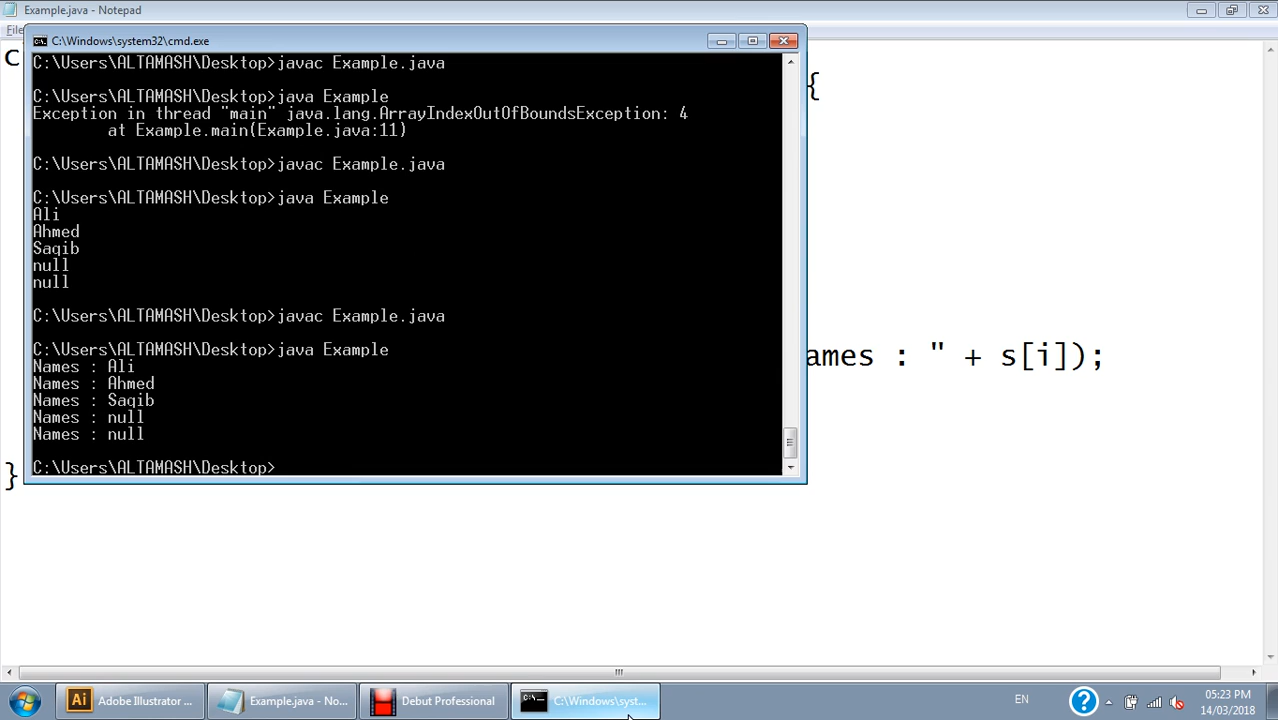 Example.java - Notepad
File
C:\Windows\system32\cmd.exe
C:\Users\ALTAMASH\Desktop>javac Example.java
C:\Users\ALTAMASH\Desktop>java Example
Exception in thread "main" java.lang.ArrayIndexOutOfBoundsException: 4
at Example.main(Example.java:11)
C:\Users\ALTAMASH\Desktop>javac Example.java
C:\Users\ALTAMASH\Desktop>java Example
Ali
Ahmed
Saqib
null
null
C:\Users\ALTAMASH\Desktop>javac Example.java
C:\Users\ALTAMASH\Desktop>java Example
Names : Ali
Names : Ahmed
Names : Saqib
Names : null
Names : null
C:\Users\ALTAMASH\Desktop>
c
{
ames : " + s[i]);
}
Ai Adobe Illustrator ...
Example.java - No...
Debut Professional
C:\Windows\syst...
EN
05:23 PM
14/03/2018